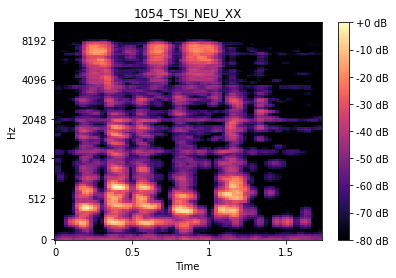 1054_TSI_NEU_XX
8192
4096
2048
1024
512
0
Hz
0
0.5
1
1.5
Time
+0 dB
-10 dB
-20 dB
-30 dB
-40 dB
-50 dB
-60 dB
-70 dB
-80 dB